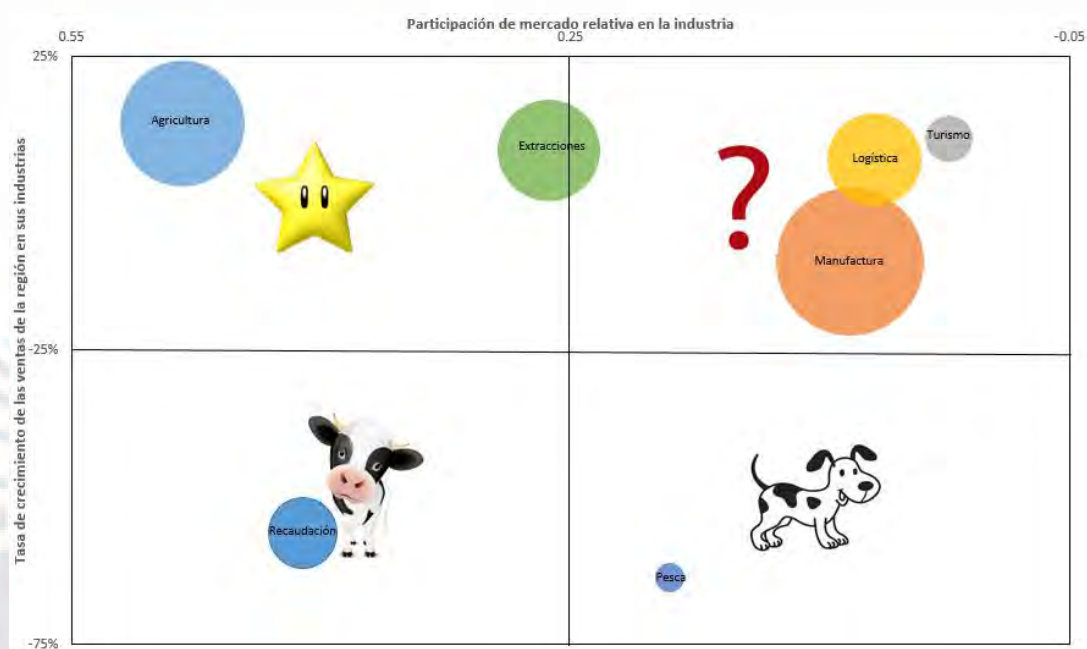 Participación de mercado relativa en la industria
0.55
0.25
-0.05
25%
Agricultura
Extracciones
?
Logística
Turismo
Manufactura
Tasa de crecimiento de las ventas de la región en sus industrias
-25%
Recaudación
Pesca
-75%